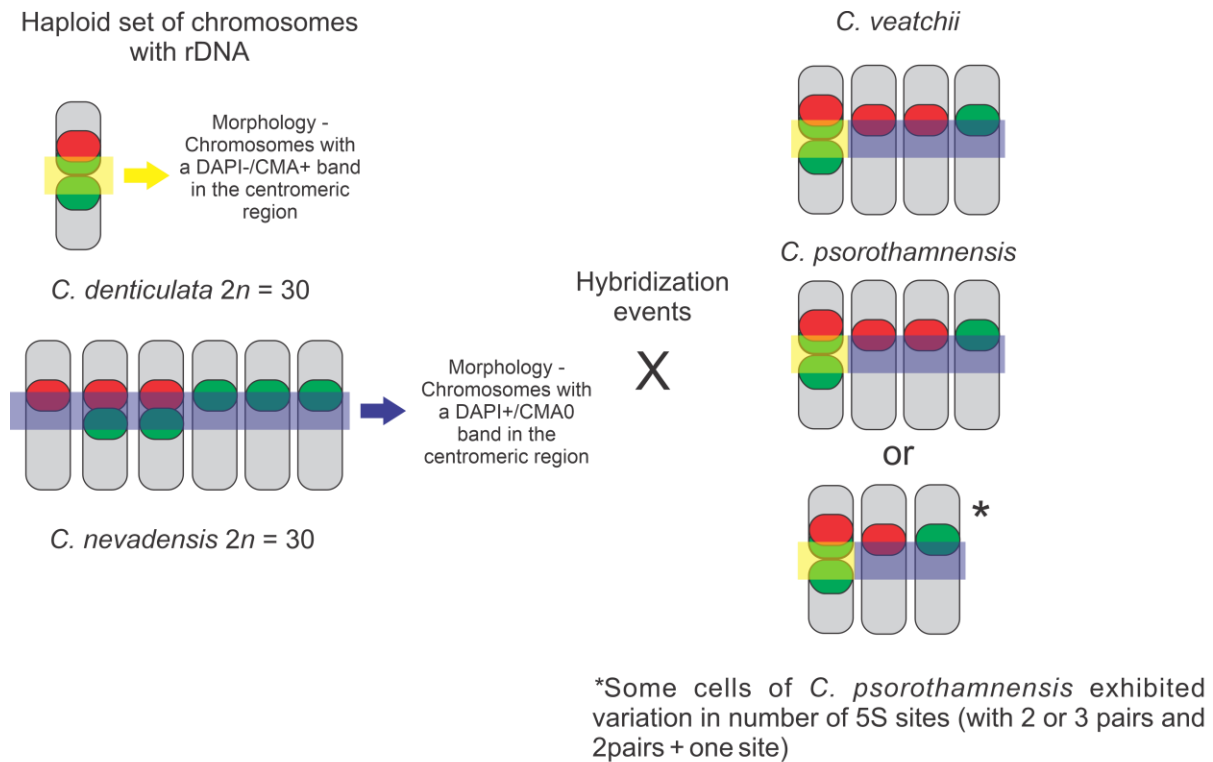 Haploid set of chromosomes
with rDNA
Morphology -
Chromosomes with
a DAPI-/CMA+ band
in the centromeric
region
C. denticulata 2n = 30
Morphology -
Chromosomes with
a DAPI+/CMA0
band in the
centromeric region
C. nevadensis 2n = 30
Hybridization
events
X
C. veatchii
C. psorothamnensis
or
*
*Some cells of C. psorothamnensis exhibited
variation in number of 5S sites (with 2 or 3 pairs and
2pairs + one site)